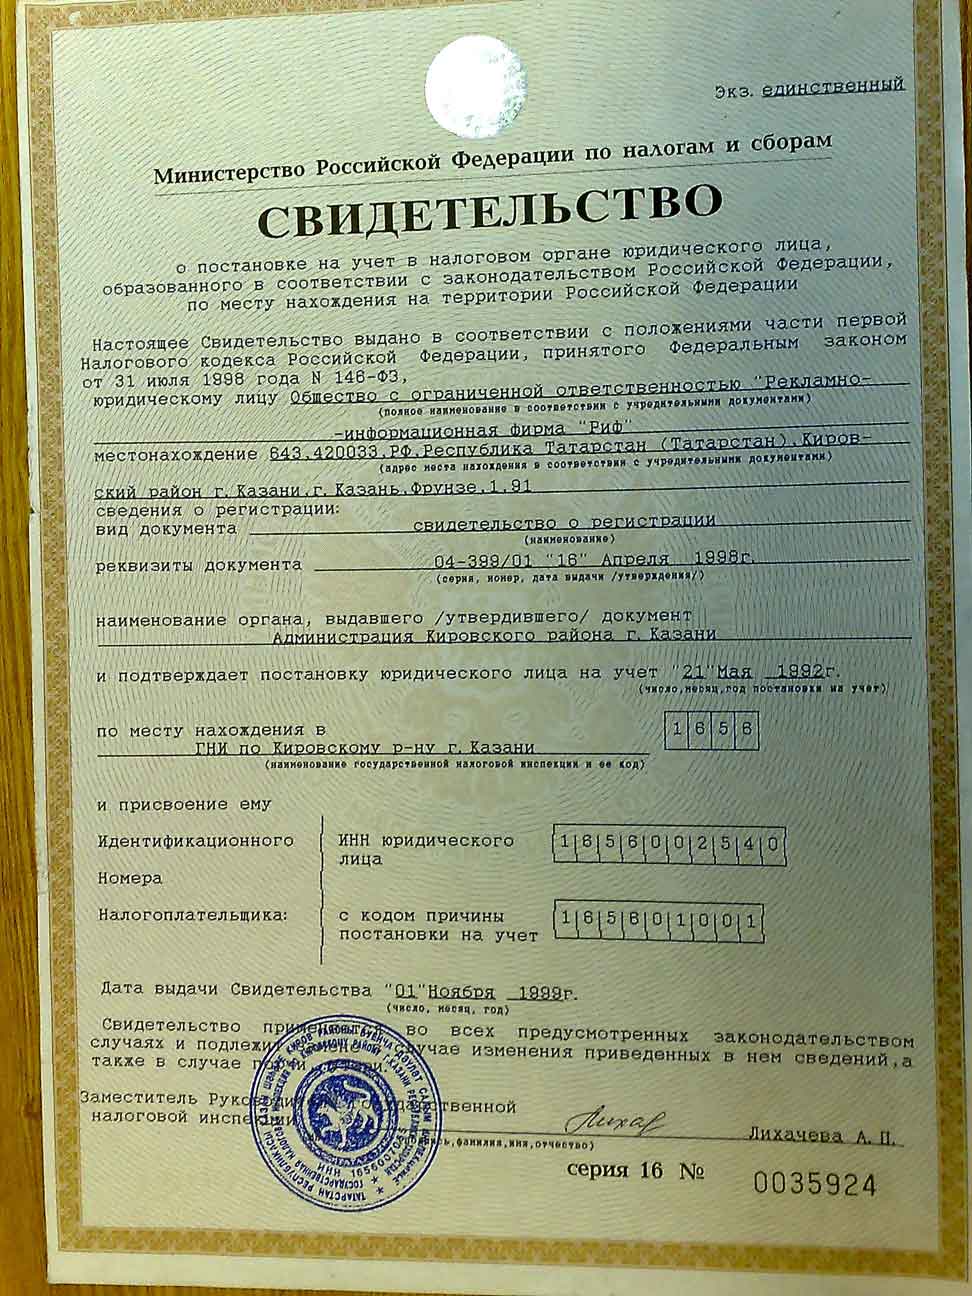 Экз. единственный
Министерство Российской Федерации по налогам и сборам
СВИДЕТЕЛЬСТВО
о постановке на учет в налоговом органе юридического лица,
образованного в соответствии с законодательством Российской Федерации,
по месту нахождения на территории Российской Федерации
Настоящее Свидетельство выдано в соответствии с положениями части первой
Налогового кодекса Российской Федерации, принятого Федеральным законом
от 31 июля 1998 года N 146-ФЗ,
юридическому лицу Общество с ограниченной ответственностью "Рекламно-
(полное наименование в соответствии с учредительными документами)
-информационная фирма "Риф"
местонахождение 643,420033,РФ,Республика Татарстан (Татарстан),Киров-
(адрес места нахождения в соответствии с учредительными документами)
ский район г.Казани,г.Казань,Фрунзе,1,91
сведения о регистрации:
вид документа свидетельство о регистрации
(наименование)
реквизиты документа 04-399/01 "16" Апреля 1998г.
(серия, номер, дата выдачи /утверждения/)
наименование органа, выдавшего /утвердившего/ документ
Администрация Кировского района г.Казани
и подтверждает постановку юридического лица на учет "21"Мая 1992г.
(число,месяц,год постановки на учет)
по месту нахождения в 1656
ГНИ по Кировскому р-ну г.Казани
(наименование государственной налоговой инспекции и ее код)
и присвоение ему
Идентификационного ИНН юридического лица 1656002540
Номера
Налогоплательщика: с кодом причины постановки на учет 165601001
Дата выдачи Свидетельства "01"Ноября 1999г.
(число, месяц, год)
Свидетельство во всех предусмотренных законодательством
случаях и подлежит случае изменения приведенных в нем сведений,а
также в случае
Заместитель
налоговой
фамилия,имя,отчество)
Лихачева А. П.
ИНН 1656007035
серия 16 № 0035924